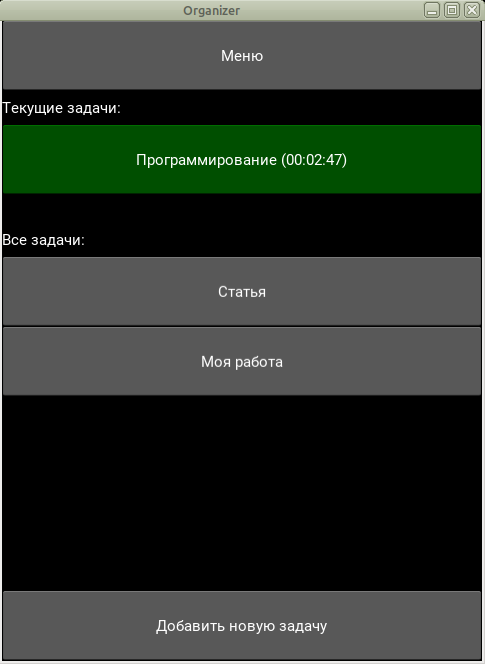 Organizer
Меню
Текущие задачи:
Программирование (00:02:47)
Все задачи:
Статья
Моя работа
Добавить новую задачу